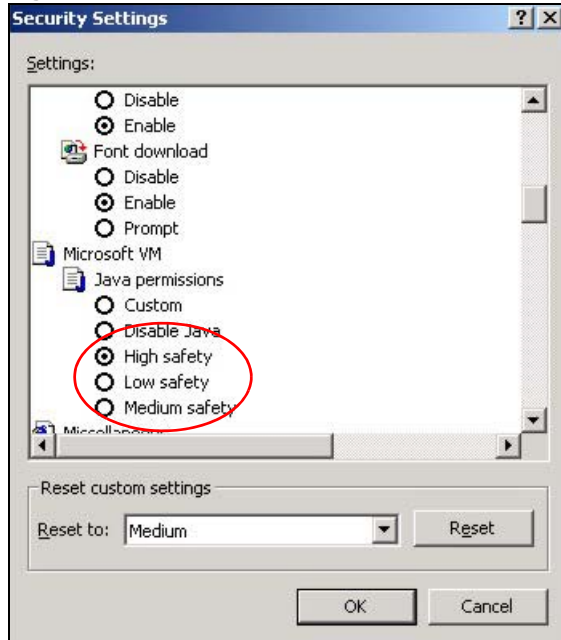 Security Settings
Settings:
Disable
Enable
Font download
Disable
Enable
Prompt
Microsoft VM
Java permissions
Custom
Disable Java
High safety
Low safety
Medium safety
Miscellaneous
Reset custom settings
Reset to: Medium Reset
OK Cancel